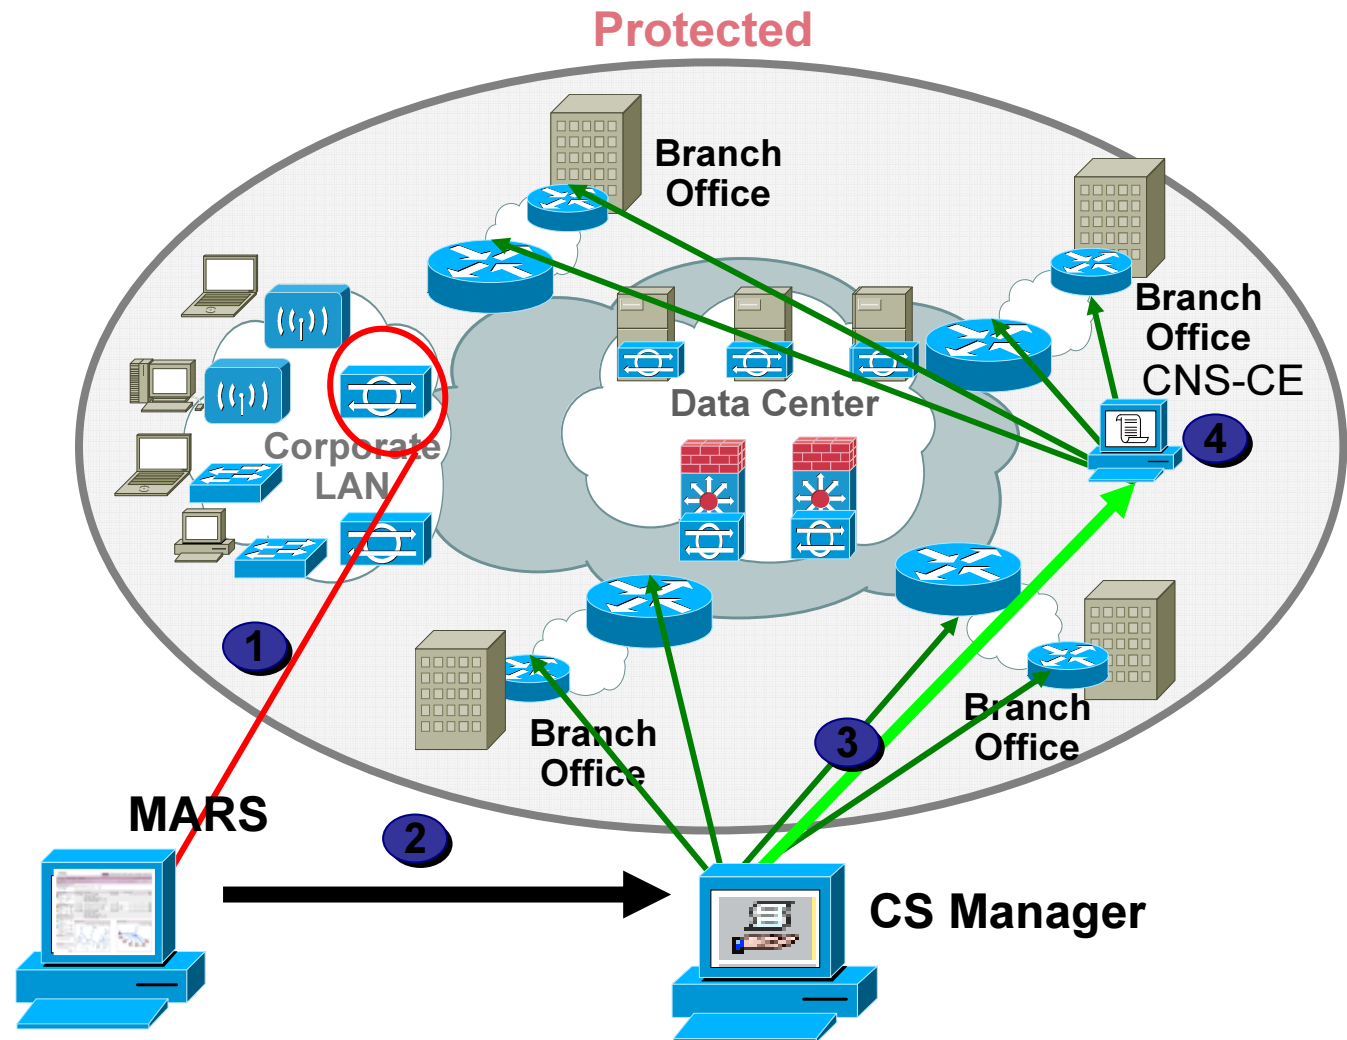 Protected
Branch
Office
Branch
Office
CNS-CE
Data Center
4
Corporate
LAN
1
Branch
Office
3
Branch
Office
MARS
2
CS Manager